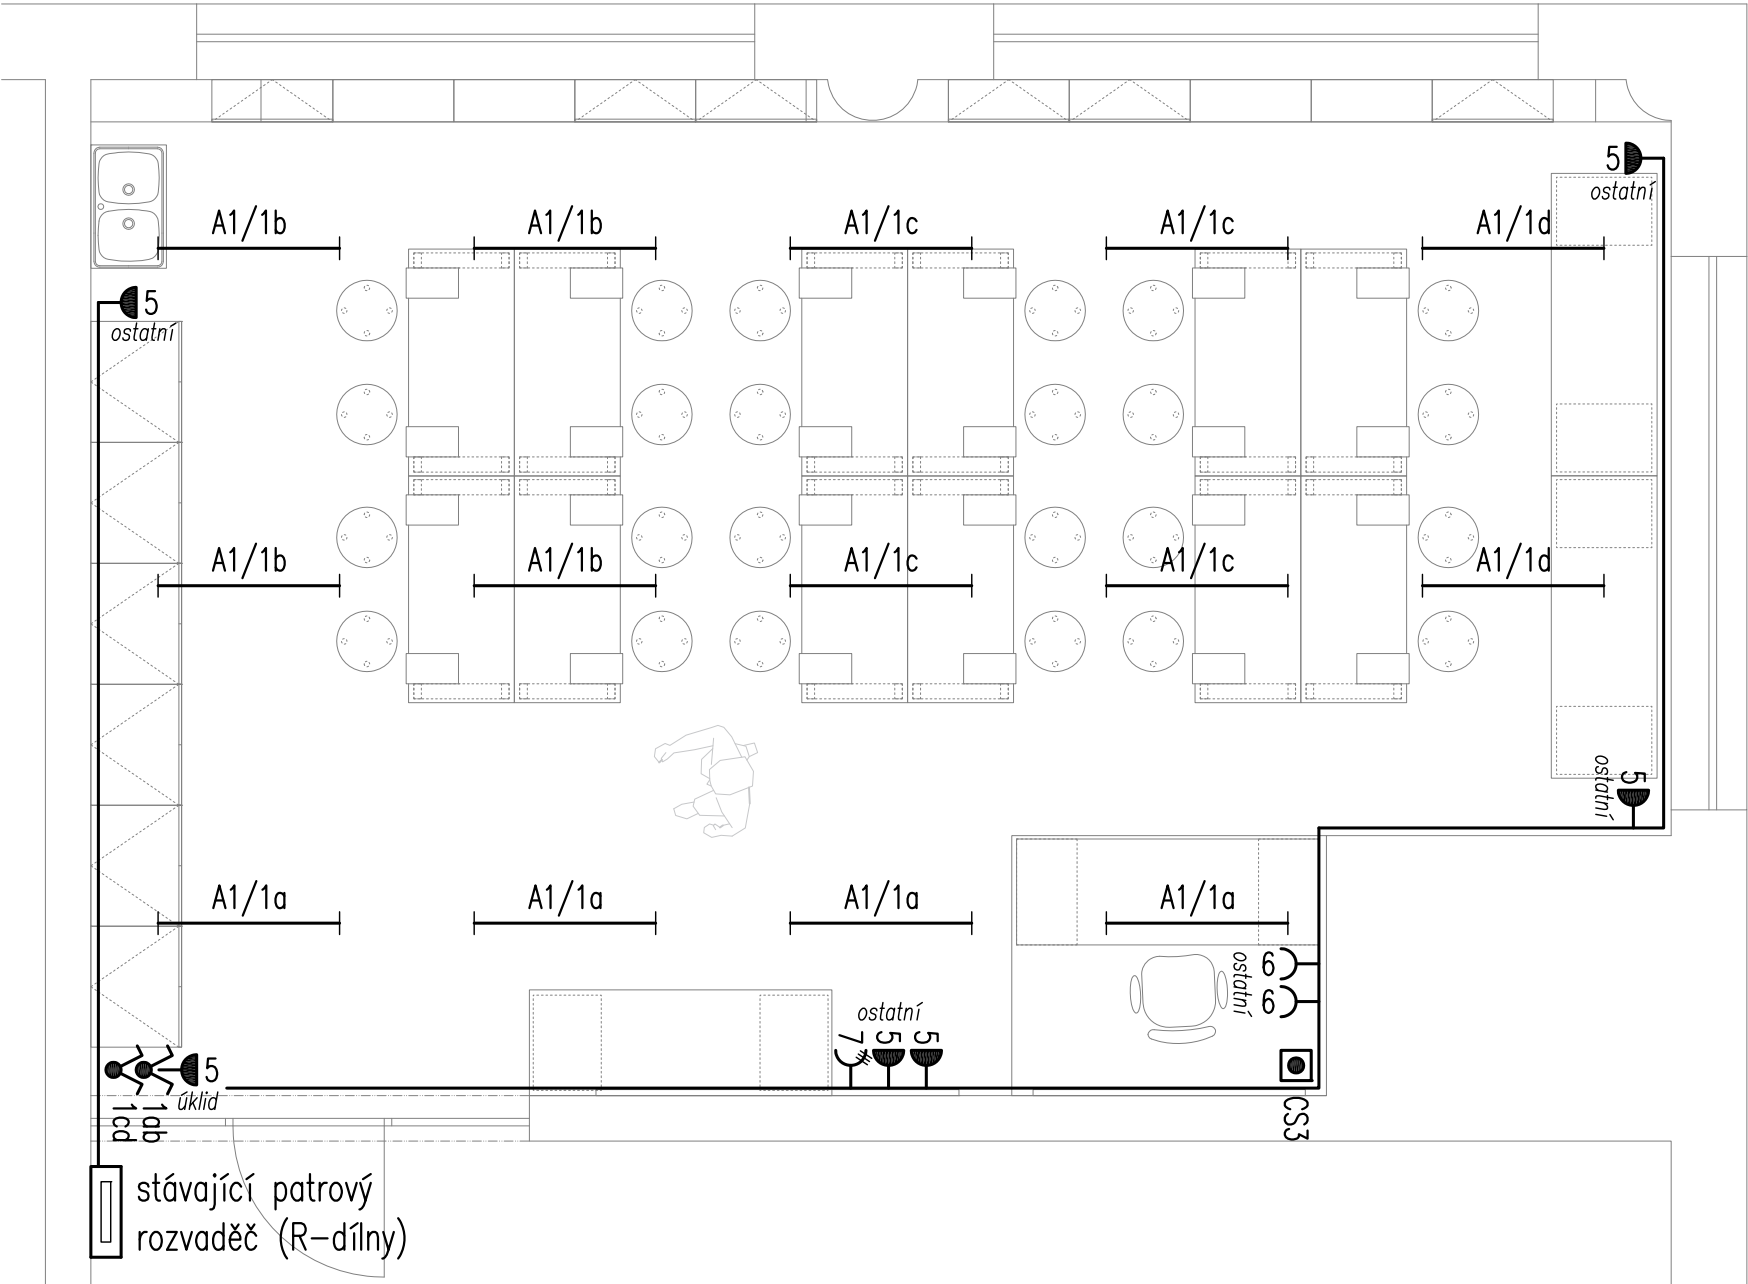 5
ostatní
A1/1b
A1/1b
A1/1c
A1/1c
A1/1d
5
ostatní
A1/1b
A1/1b
A1/1c
A1/1c
A1/1d
5
ostatní
A1/1a
A1/1a
A1/1a
A1/1a
6
6
ostatní
ostatní
7
5
5
5
úklid
1cd
1ab
CS3
stávající patrový
rozvaděč (R-dílny)